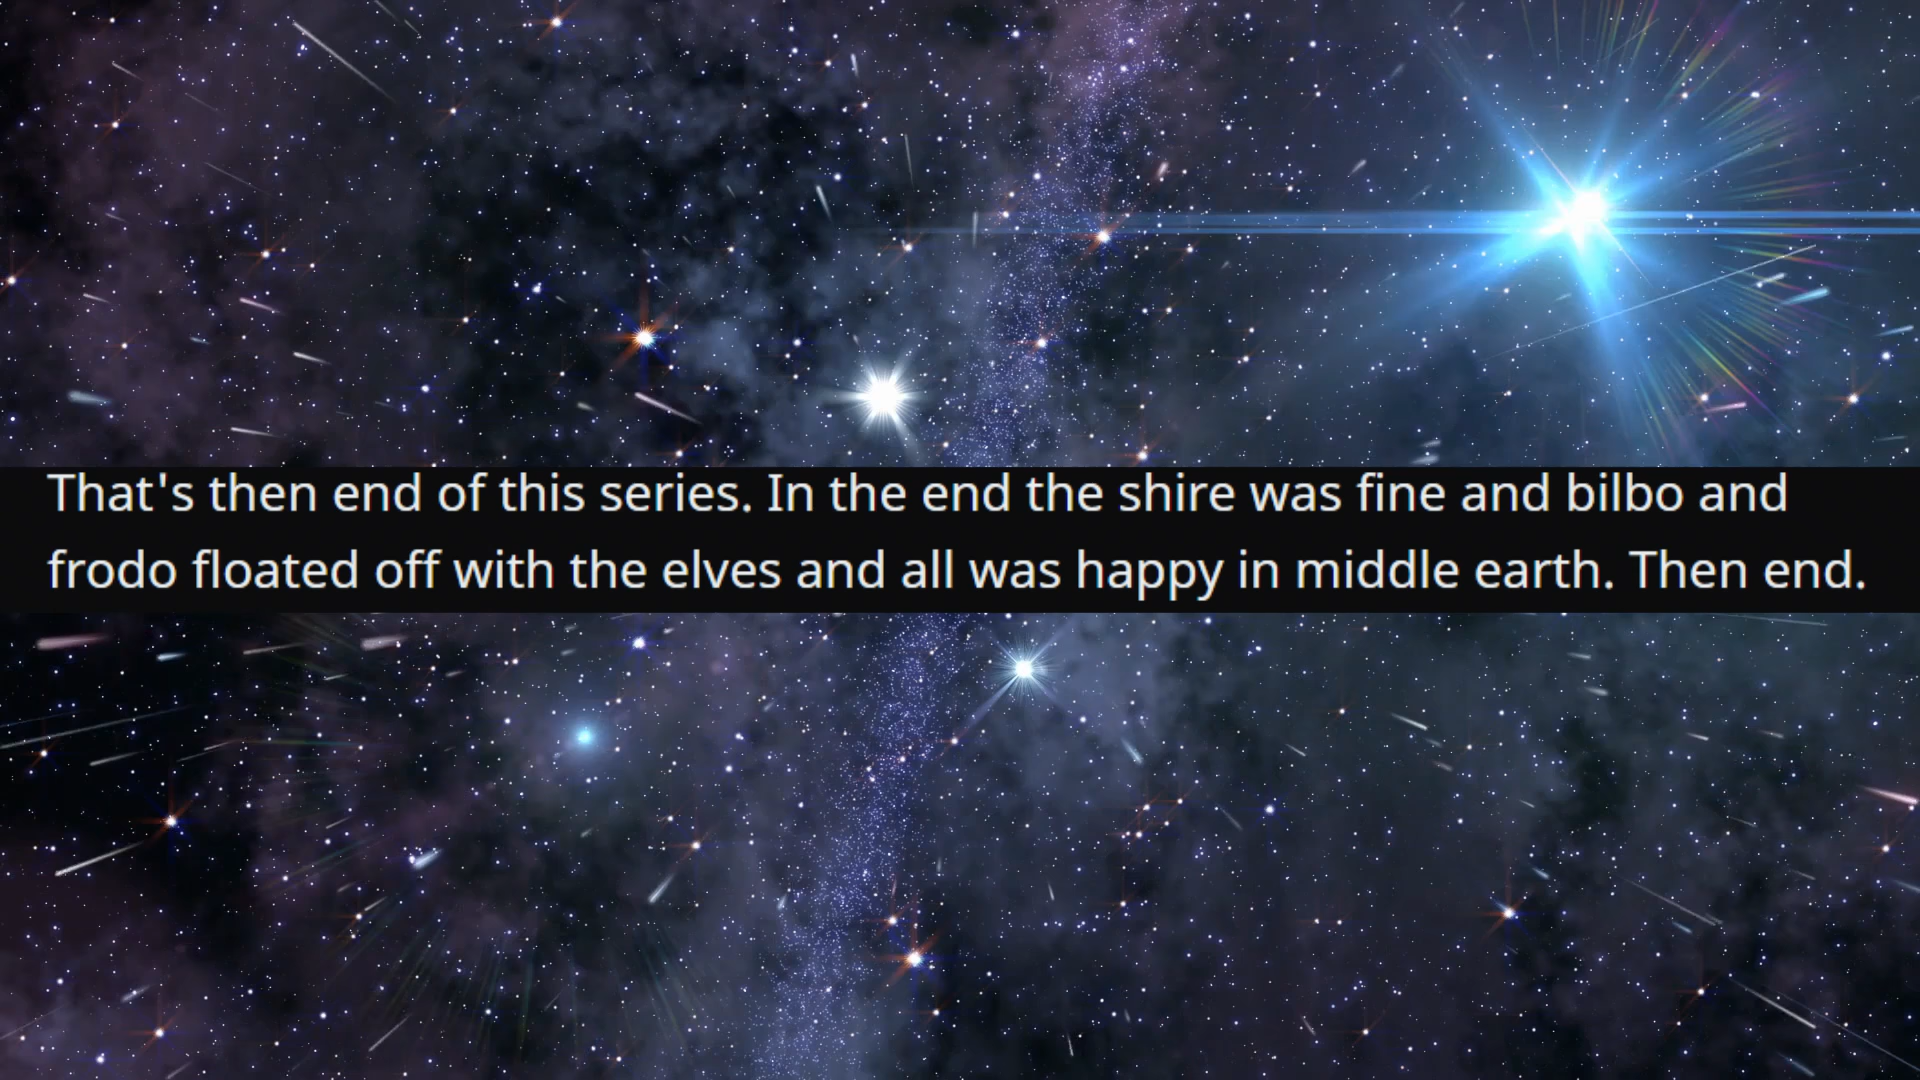 That's then end of this series. In the end the shire was fine and bilbo and
frodo floated off with the elves and all was happy in middle earth. Then end.